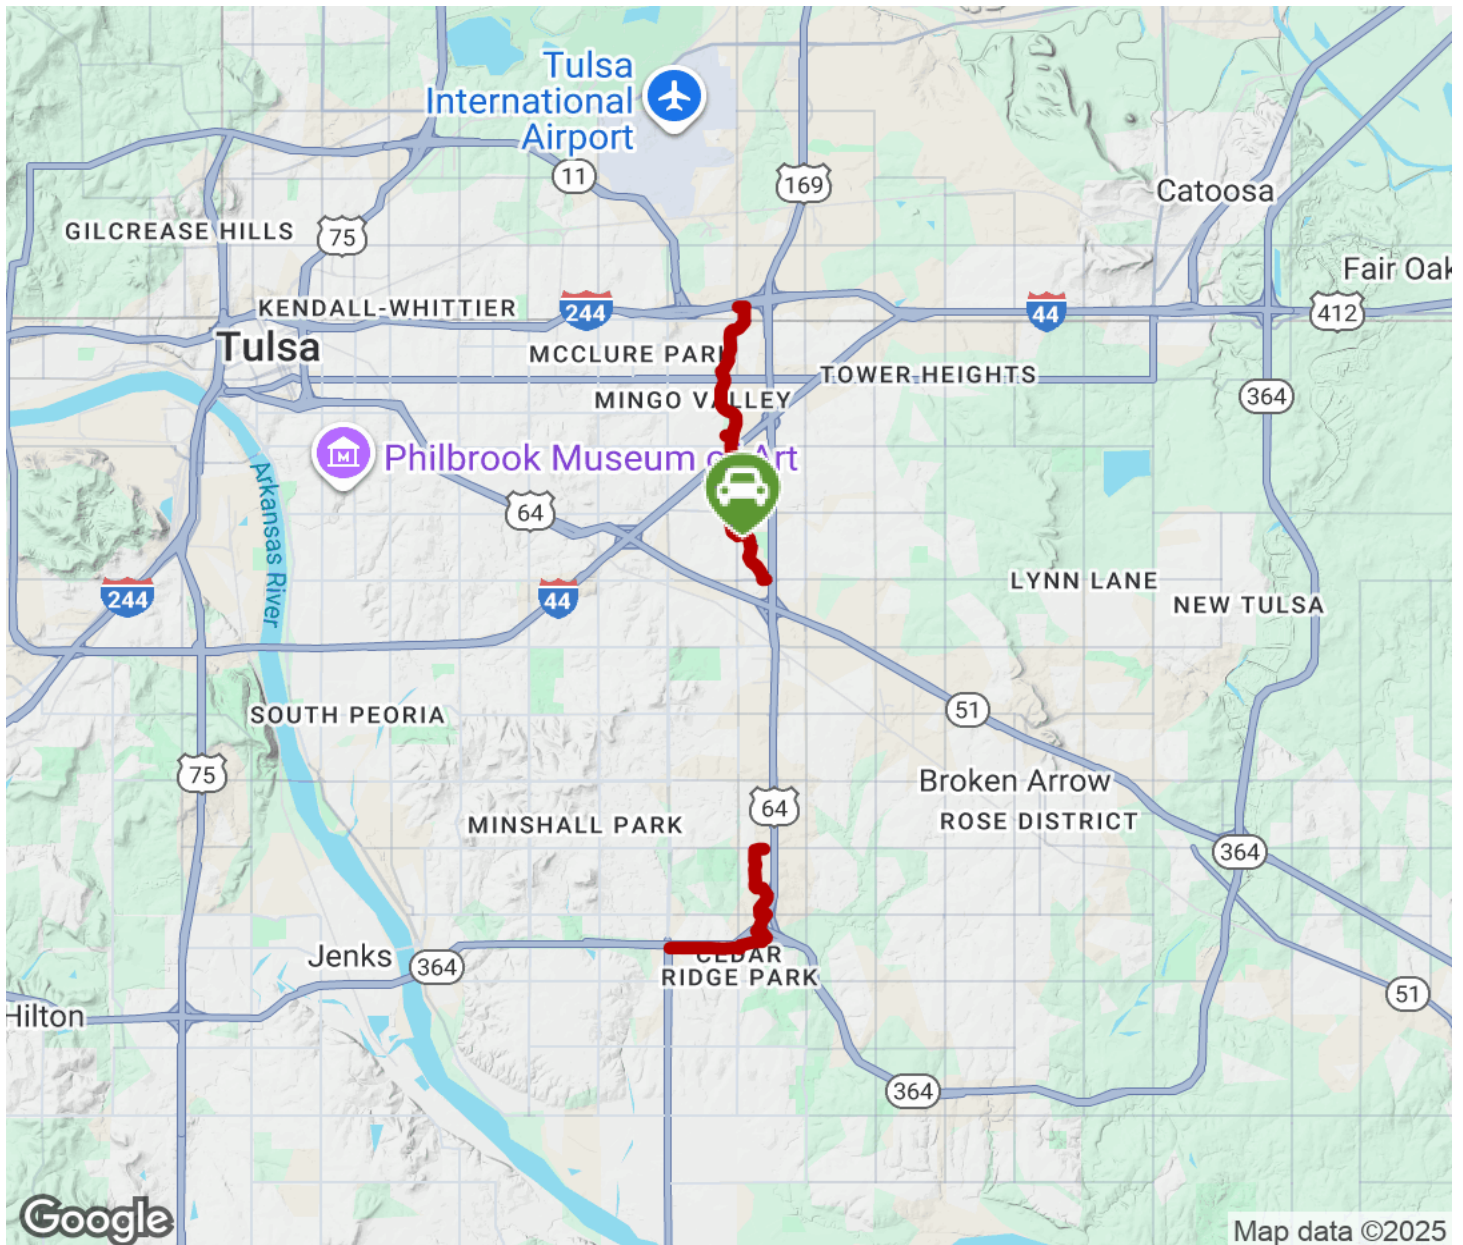 Tulsa
International
Airport
11
169
Catoosa
GILCREASE HILLS
75
Fair Oak
KENDALL-WHITTIER
244
44
412
Tulsa
MCCLURE PARK
TOWER HEIGHTS
MINGO VALLEY
364
Philbrook Museum of Art
Arkansas River
64
LYNN LANE
244
44
NEW TULSA
SOUTH PEORIA
51
75
Broken Arrow
64
MINSHALL PARK
ROSE DISTRICT
364
Jenks
364
CEDAR
RIDGE PARK
51
Hilton
364
Google
Map data ©2025